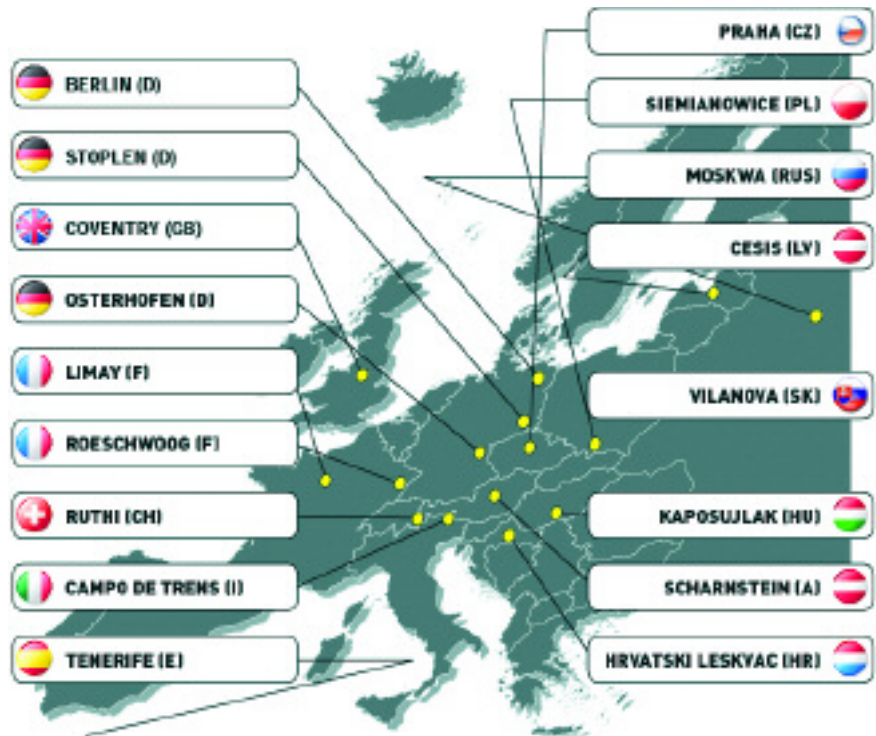 BERLIN (D)
STOPLEN (D)
COVENTRY (GB)
OSTERHOFEN (D)
LIMAY (F)
ROESCHWOOG (F)
RUTHI (CH)
CAMPO DE TRENS (I)
TENERIFE (E)
PRAHA (CZ)
SIEMIANOWICE (PL)
MOSKWA (RUS)
CESIS (LV)
VILANOVA (SK)
KAPOSUJLAK (HU)
SCHARNSTEIN (A)
HRVATSKI LESKVAC (HR)